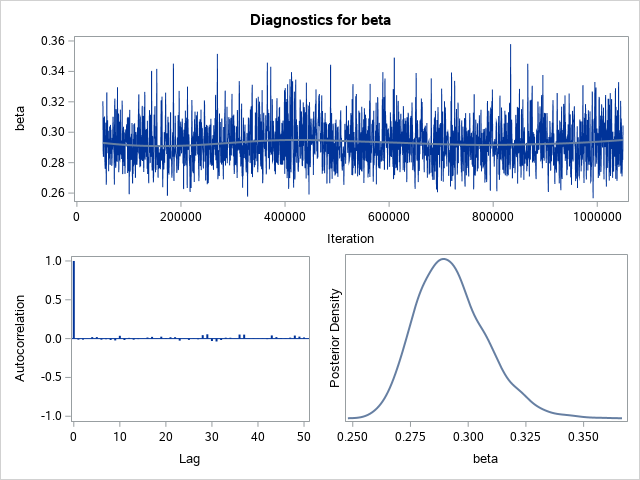 Diagnostics for beta
beta
0.36
0.34
0.32
0.30
0.28
0.26
0 200000 400000 600000 800000 1000000
Iteration
Autocorrelation
1.0
0.5
0.0
-0.5
-1.0
0 10 20 30 40 50
Lag
Posterior Density
0.250 0.275 0.300 0.325 0.350
beta